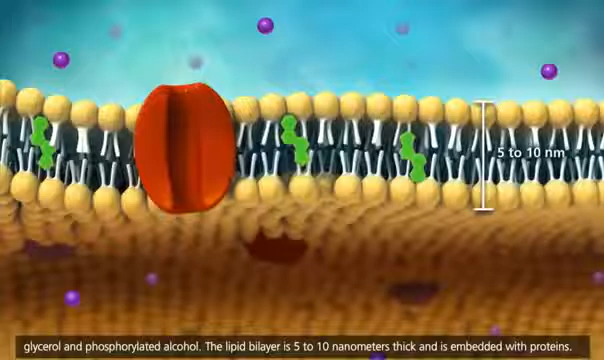 5 to 10 nm
glycerol and phosphorylated alcohol. The lipid bilayer is 5 to 10 nanometers thick and is embedded with proteins.